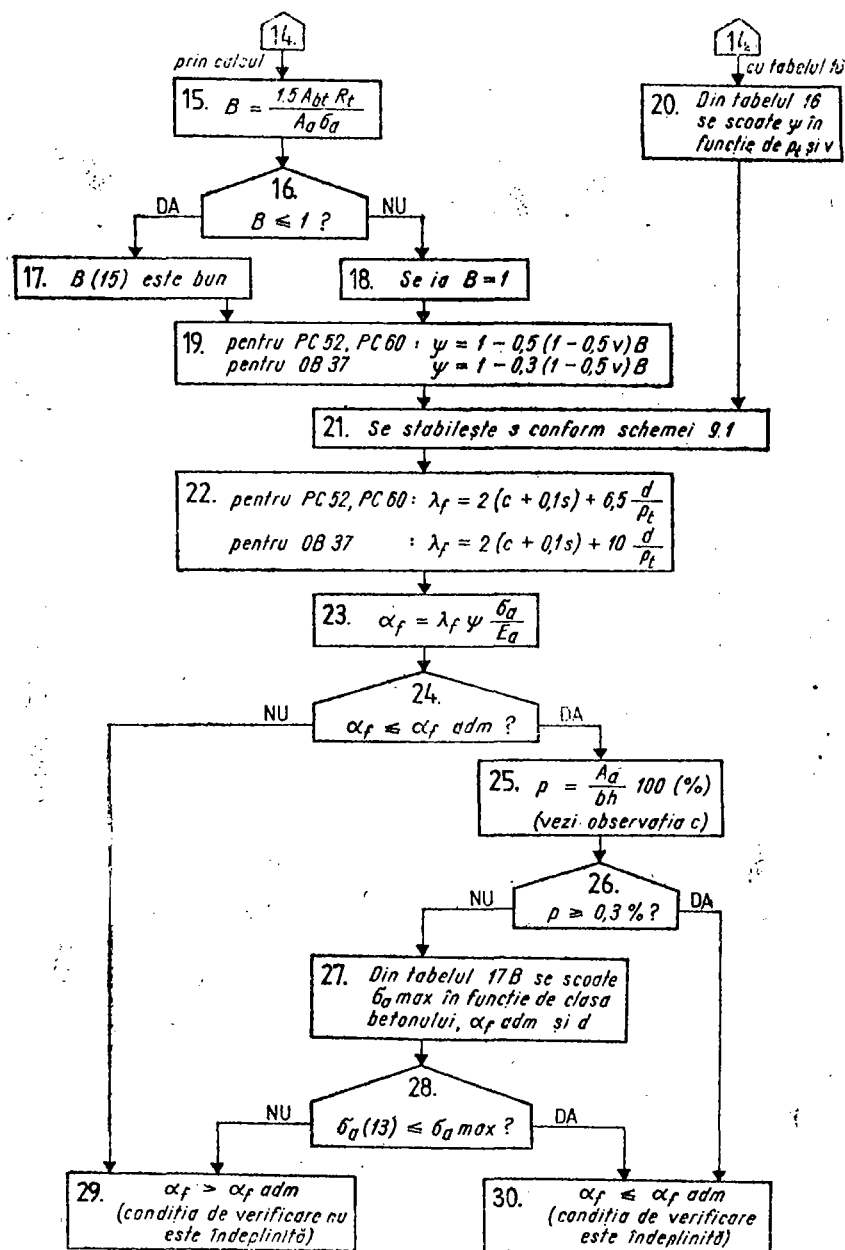 14.
prin calcul
15. B = 1.5 Abt Rt / Aa σa
16.
B ≤ 1 ?
DA
NU
17. B (15) este bun
18. Se ia B = 1
19. pentru PC 52, PC 60 : ψ = 1 − 0,5 (1 − 0,5 ν) B
pentru OB 37 ψ = 1 − 0,3 (1 − 0,5 ν) B
14.
cu tabelul 16
20. Din tabelul 16
se scoate ψ în
funcție de pt și ν
21. Se stabilește s conform schemei 9.1
22. pentru PC 52, PC 60 : λf = 2 (c + 0,1s) + 6,5 d/pt
pentru OB 37 : λf = 2 (c + 0,1s) + 10 d/pt
23. αf = λf ψ σa/Ea
24.
αf ≤ αf adm ?
NU
DA
25. p = Aa/bh 100 (%)
(vezi observația c)
26.
p ≥ 0,3 % ?
NU
DA
27. Din tabelul 17 B se scoate
σa max în funcție de clasa
betonului, αf adm și d
28.
σa (13) ≤ σa max ?
NU
DA
29. αf > αf adm
(condiția de verificare nu
este îndeplinită)
30. αf ≤ αf adm
(condiția de verificare
este îndeplinită)